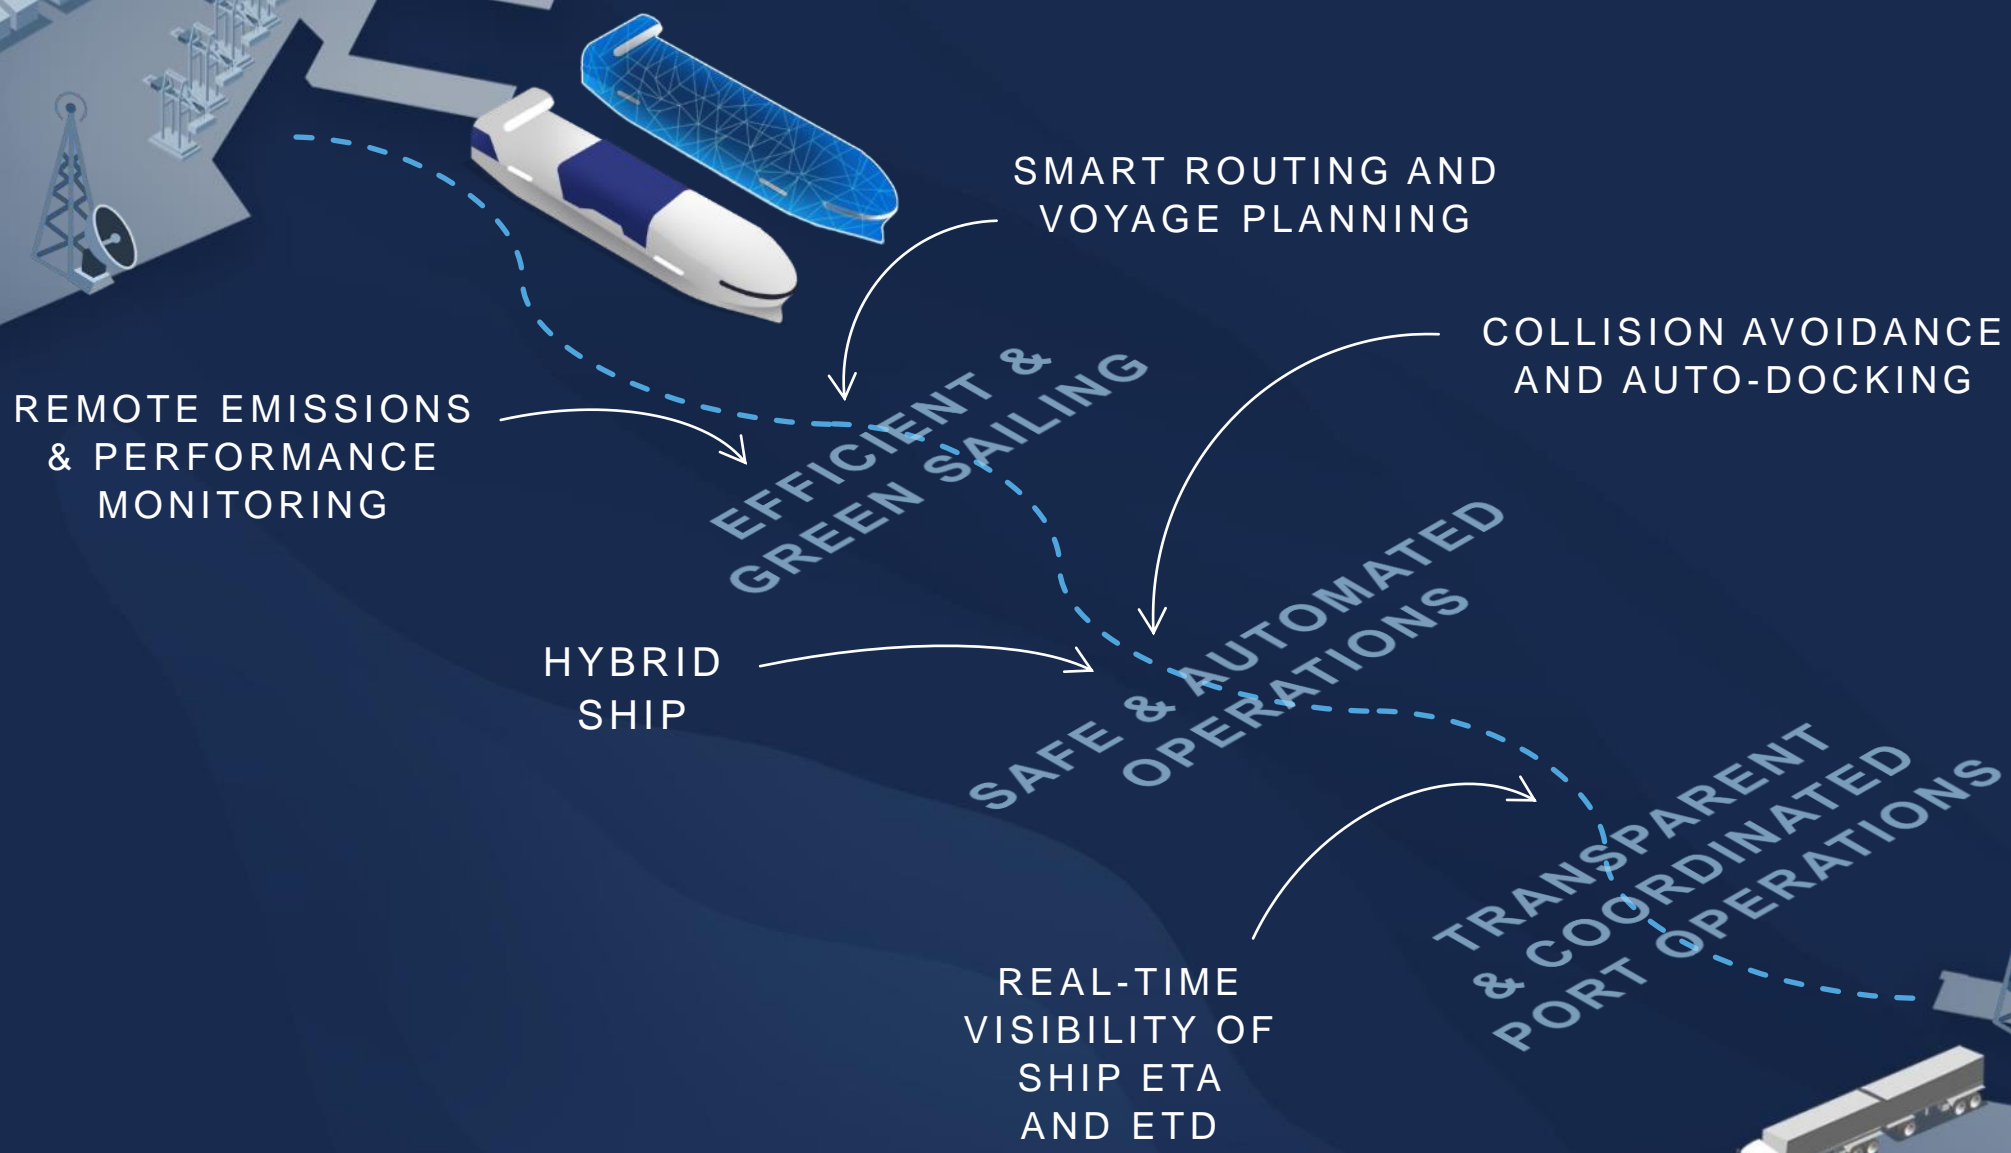 SMART ROUTING AND
VOYAGE PLANNING
COLLISION AVOIDANCE
AND AUTO-DOCKING
REMOTE EMISSIONS
& PERFORMANCE
MONITORING
EFFICIENT &
GREEN SAILING
HYBRID
SHIP
SAFE & AUTOMATED
OPERATIONS
TRANSPARENT
& COORDINATED
PORT OPERATIONS
REAL-TIME
VISIBILITY OF
SHIP ETA
AND ETD